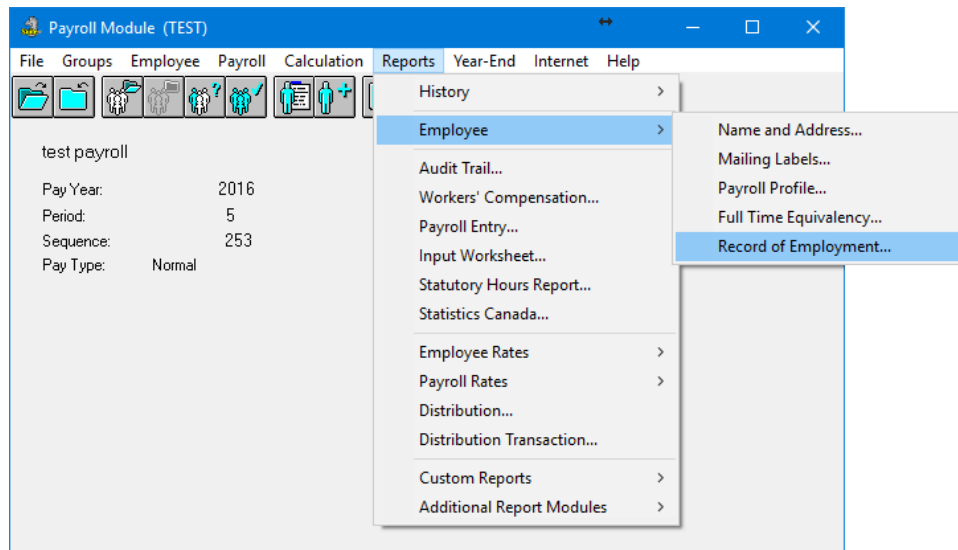 Payroll Module (TEST)
File Groups Employee Payroll Calculation Reports Year-End Internet Help
test payroll
Pay Year: 2016
Period: 5
Sequence: 253
Pay Type: Normal
History
Employee
Audit Trail...
Workers' Compensation...
Payroll Entry...
Input Worksheet...
Statutory Hours Report...
Statistics Canada...
Employee Rates
Payroll Rates
Distribution...
Distribution Transaction...
Custom Reports
Additional Report Modules
Name and Address...
Mailing Labels...
Payroll Profile...
Full Time Equivalency...
Record of Employment...